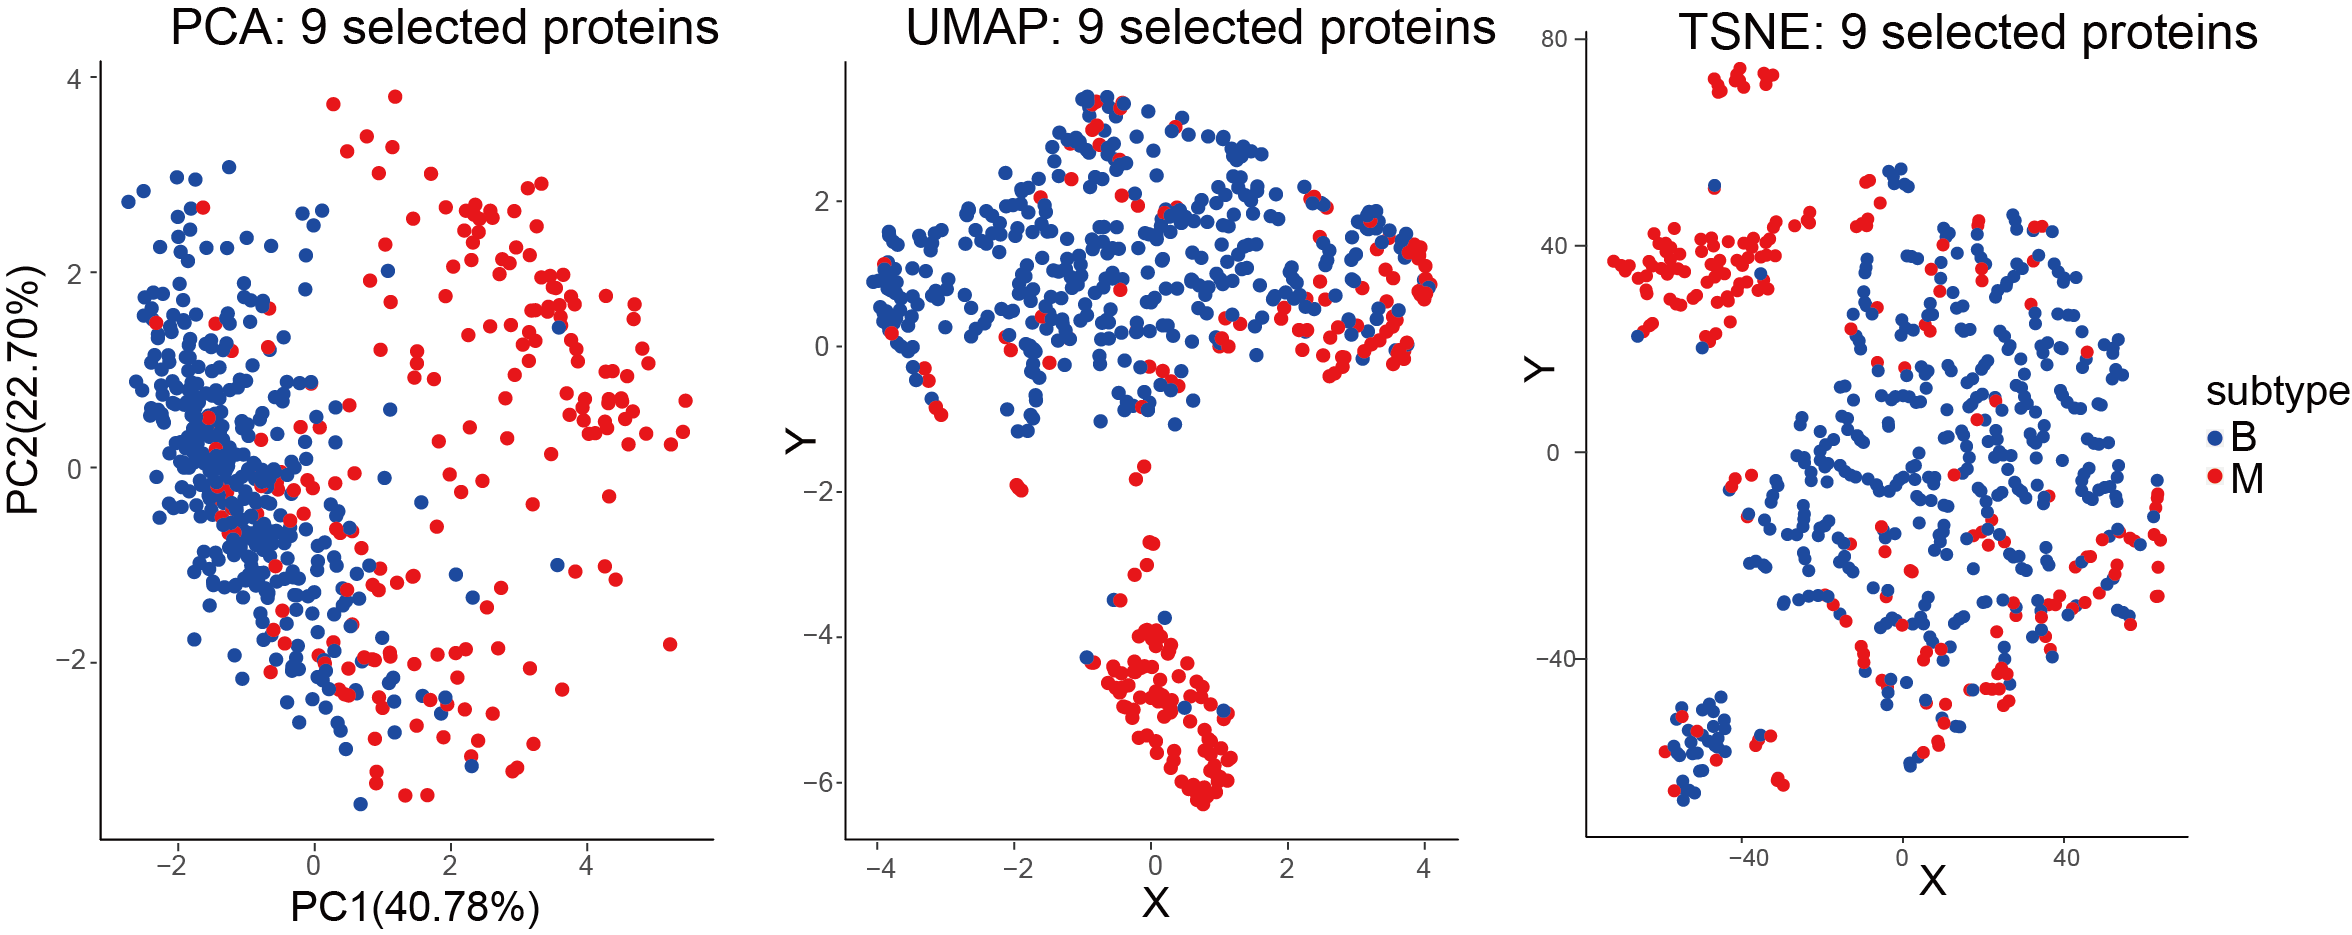 PCA: 9 selected proteins
4
2
0
−2
PC2(22.70%)
−2
0
2
4
PC1(40.78%)
UMAP: 9 selected proteins
2
0
−2
−4
−6
Y
−4
−2
0
2
4
X
TSNE: 9 selected proteins
80
40
0
−40
Y
−40
0
40
X
subtype
B
M